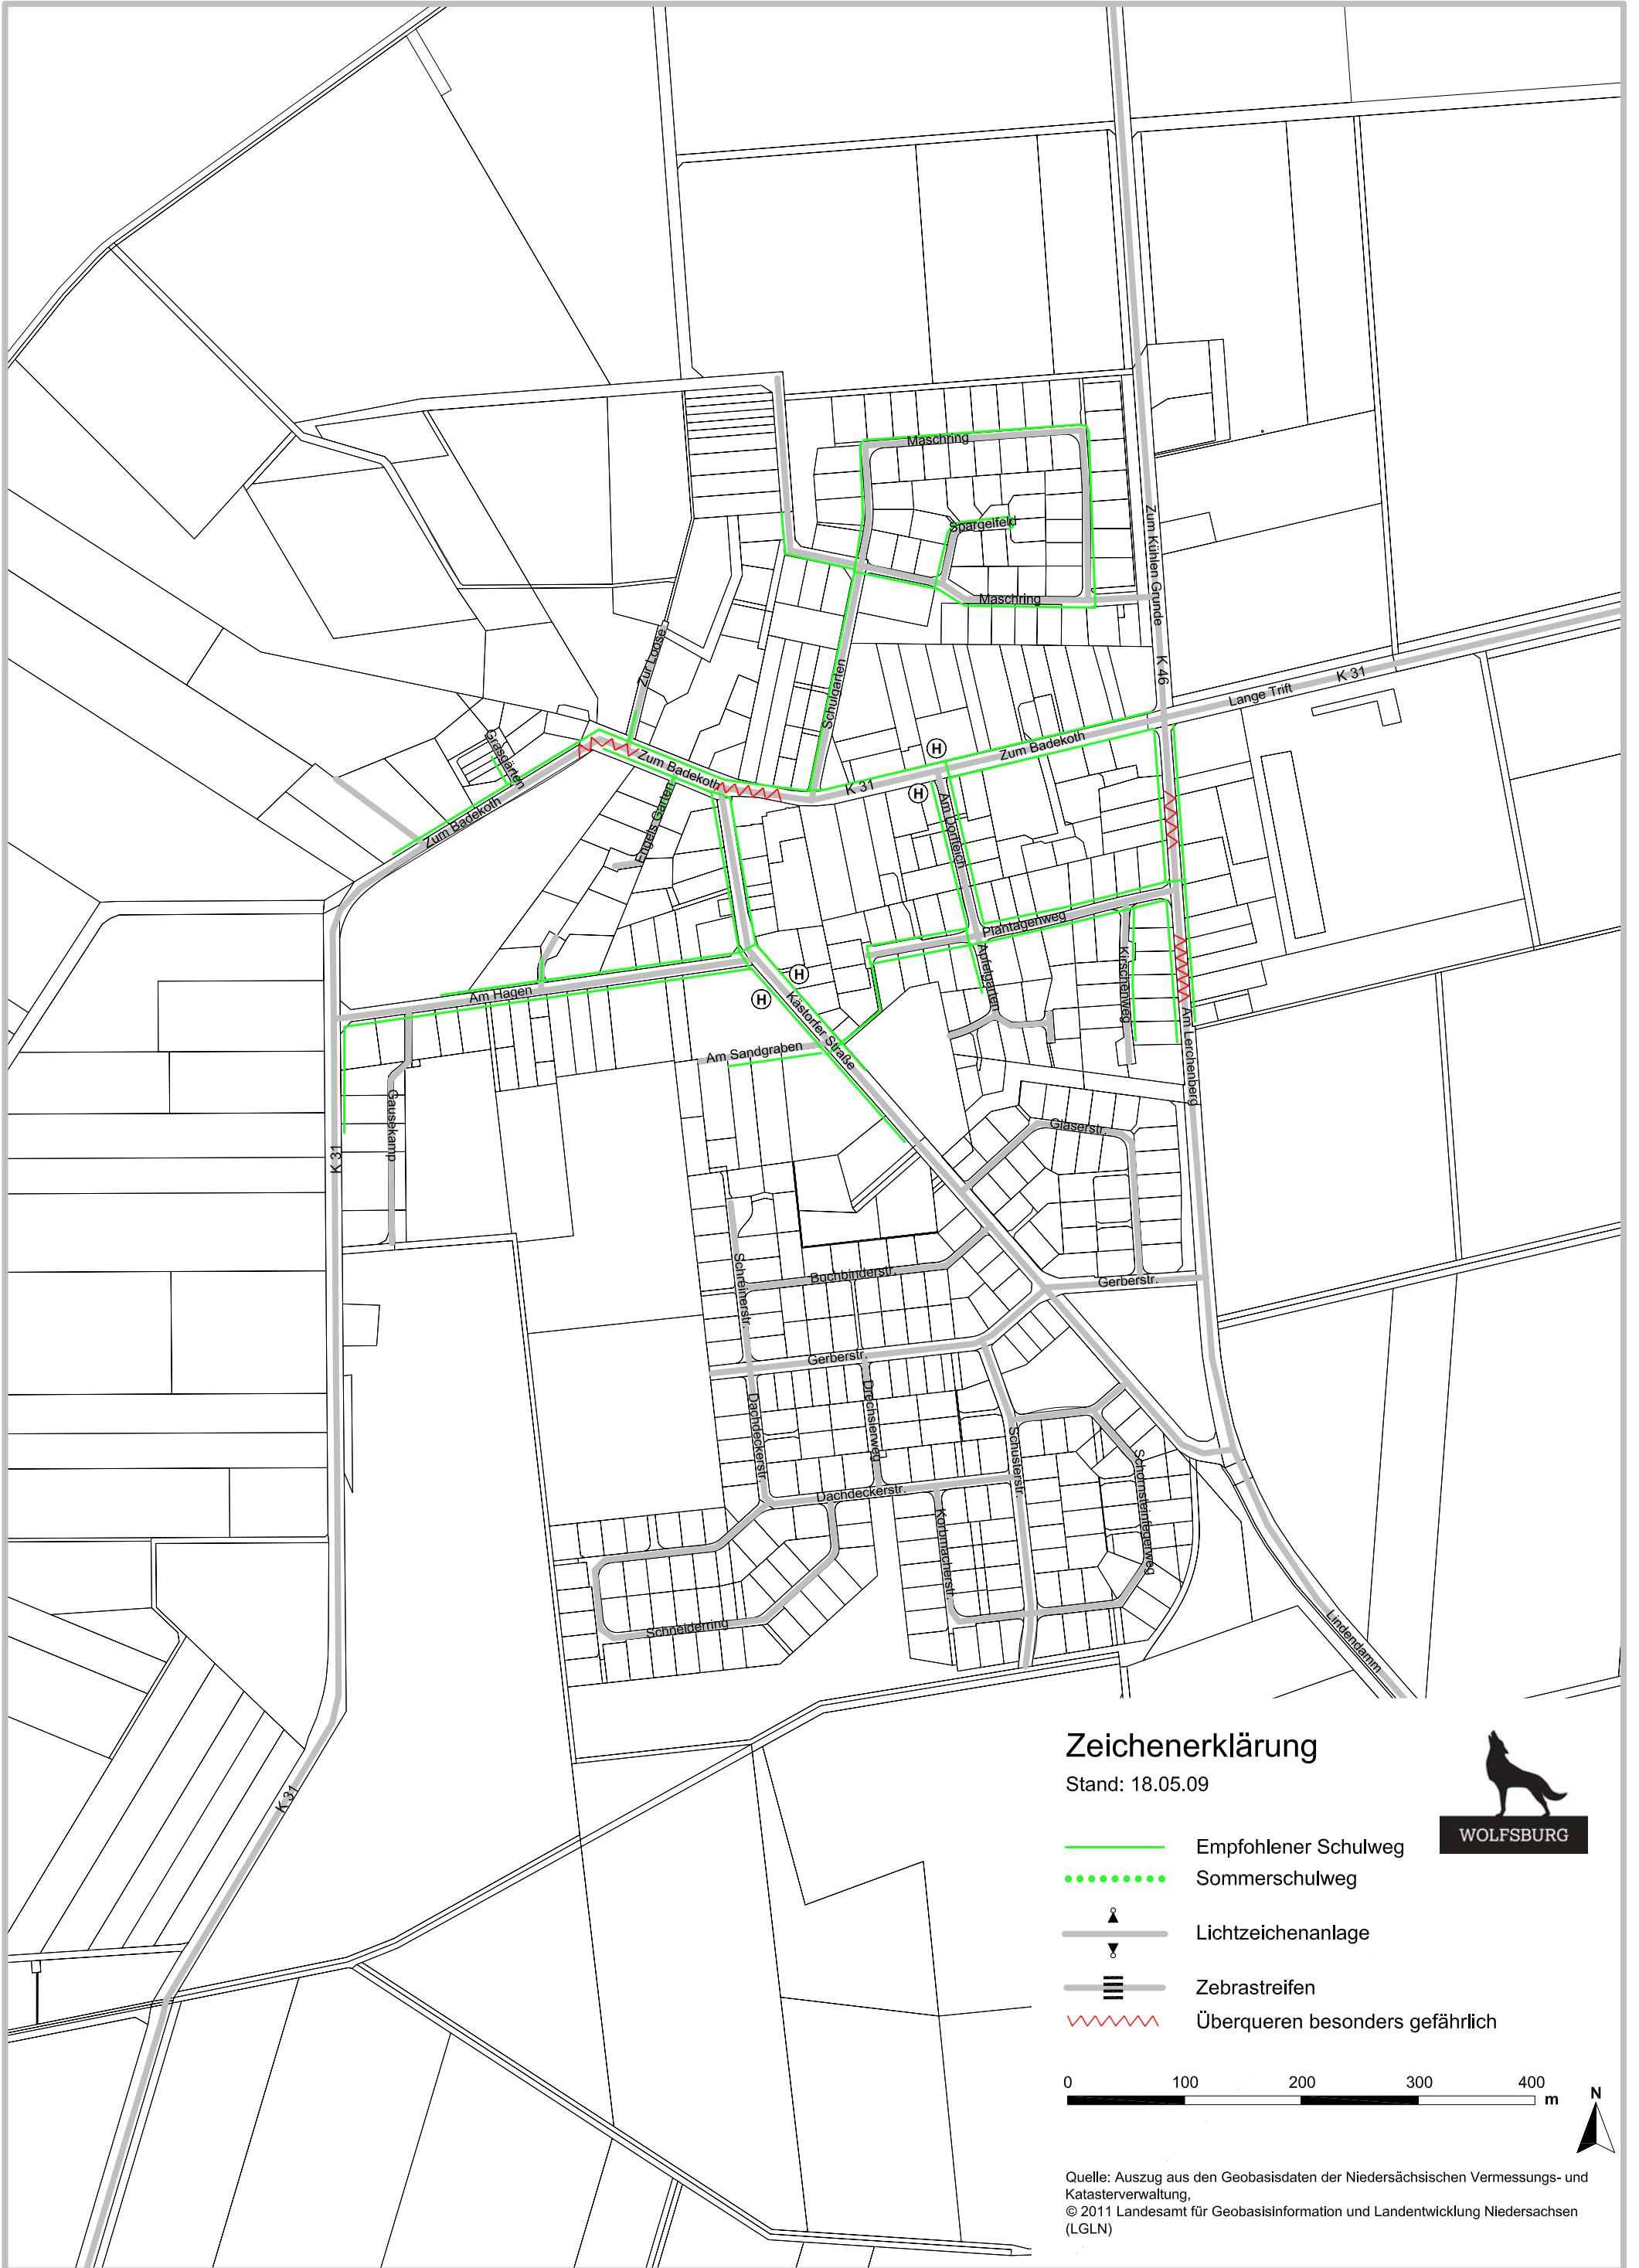 Maschring
Spargelfeld
Maschring
Zum Kühlen Grunde
K 46
Zur Loose
Schulgarten
Lange Trift
K 31
Grasgärten
Zum Badekoth
Zum Badekoth
K 31
Zum Badekoth
H
H
Engels Garten
Am Dorfteich
Plantagenweg
Apfelgarten
Kirschenweg
Am Hagen
H
H
Kästorfer Straße
Am Sandgraben
Am Lerchenberg
Gausekamp
K 31
Glaserstr.
Schreinerstr.
Buchbinderstr.
Gerberstr.
Gerberstr.
Dachdeckerstr.
Drechslerweg
Schusterstr.
Schornsteinfegerweg
Dachdeckerstr.
Korbmacherstr.
Schneiderring
Lindendamm
K 31
Zeichenerklärung
Stand: 18.05.09
WOLFSBURG
Empfohlener Schulweg
Sommerschulweg
Lichtzeichenanlage
Zebrastreifen
Überqueren besonders gefährlich
0 100 200 300 400
m
N
Quelle: Auszug aus den Geobasisdaten der Niedersächsischen Vermessungs- und
Katasterverwaltung,
© 2011 Landesamt für Geobasisinformation und Landentwicklung Niedersachsen
(LGLN)